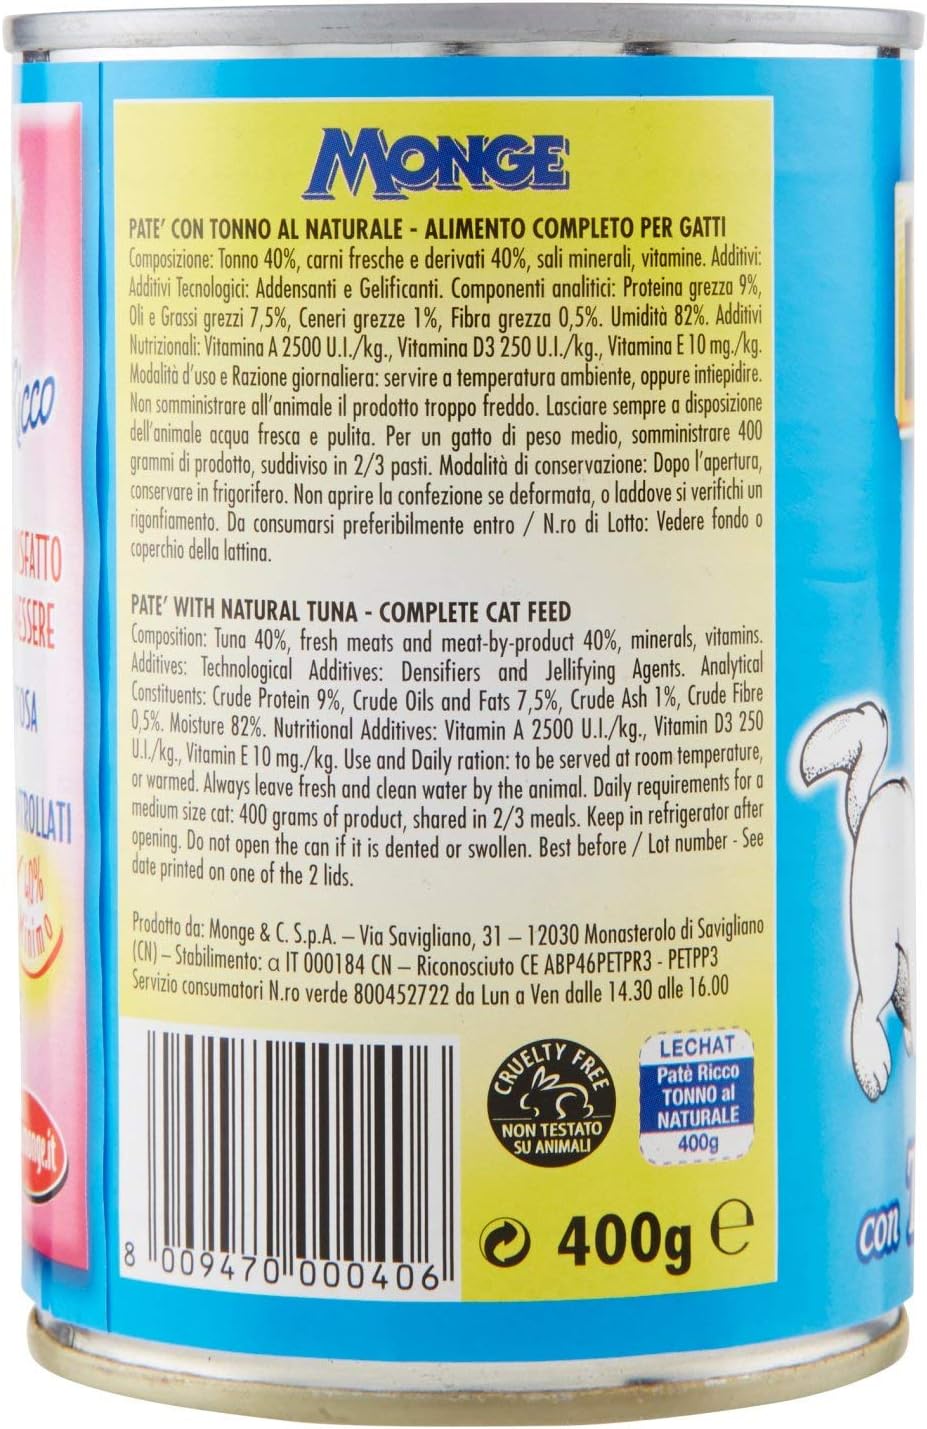 MONGE
PATE' CON TONNO AL NATURALE - ALIMENTO COMPLETO PER GATTI
Composizione: Tonno 40%, carni fresche e derivati 40%, sali minerali, vitamine. Additivi:
Additivi Tecnologici: Addensanti e Gelificanti. Componenti analitici: Proteina grezza 9%,
Oli e Grassi grezzi 7,5%, Ceneri grezze 1%, Fibra grezza 0,5%. Umidità 82%. Additivi
Nutrizionali: Vitamina A 2500 U.I./kg., Vitamina D3 250 U.I./kg., Vitamina E 10 mg./kg.
Modalità d'uso e Razione giornaliera: servire a temperatura ambiente, oppure intiepidire.
Non somministrare all'animale il prodotto troppo freddo. Lasciare sempre a disposizione
dell'animale acqua fresca e pulita. Per un gatto di peso medio, somministrare 400
grammi di prodotto, suddiviso in 2/3 pasti. Modalità di conservazione: Dopo l'apertura,
conservare in frigorifero. Non aprire la confezione se deformata, o laddove si verifichi un
rigonfiamento. Da consumarsi preferibilmente entro / N.ro di Lotto: Vedere fondo o
coperchio della lattina.
PATE' WITH NATURAL TUNA - COMPLETE CAT FEED
Composition: Tuna 40%, fresh meats and meat-by-product 40%, minerals, vitamins.
Additives: Technological Additives: Densifiers and Jellifying Agents. Analytical
Constituents: Crude Protein 9%, Crude Oils and Fats 7,5%, Crude Ash 1%, Crude Fibre
0,5%. Moisture 82%. Nutritional Additives: Vitamin A 2500 U.I./kg., Vitamin D3 250
U.I./kg., Vitamin E 10 mg./kg. Use and Daily ration: to be served at room temperature,
or warmed. Always leave fresh and clean water by the animal. Daily requirements for a
medium size cat: 400 grams of product, shared in 2/3 meals. Keep in refrigerator after
opening. Do not open the can if it is dented or swollen. Best before / Lot number - See
date printed on one of the 2 lids.
Prodotto da: Monge & C. S.p.A. – Via Savigliano, 31 – 12030 Monasterolo di Savigliano
(CN) – Stabilimento: α IT 000184 CN – Riconosciuto CE ABP46PETPR3 - PETPP3
Servizio consumatori N.ro verde 800452722 da Lun a Ven dalle 14.30 alle 16.00
CRUELTY FREE
NON TESTATO
SU ANIMALI
LECHAT
Patè Ricco
TONNO al
NATURALE
400g
400g e
8 009470 000406
con
40%